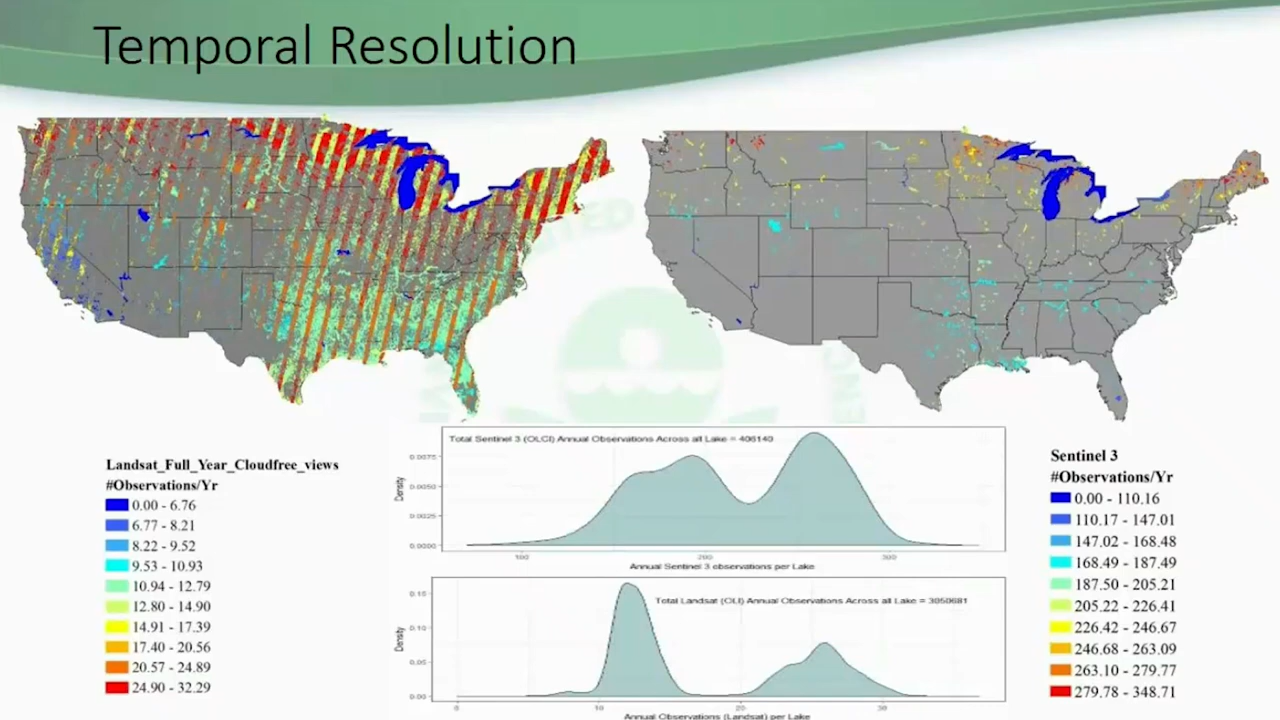 Temporal Resolution
Landsat_Full_Year_Cloudfree_views
#Observations/Yr
0.00 - 6.76
6.77 - 8.21
8.22 - 9.52
9.53 - 10.93
10.94 - 12.79
12.80 - 14.90
14.91 - 17.39
17.40 - 20.56
20.57 - 24.89
24.90 - 32.29
Total Sentinel 3 (OLCI) Annual Observations Across all Lake = 406140
Density
0.0075
0.0050
0.0025
0.0000
100
200
300
Annual Sentinel 3 observations per Lake
Total Landsat (OLI) Annual Observations Across all Lake = 3050681
Density
0.15
0.10
0.05
0.00
0
10
20
30
Annual Observations (Landsat) per Lake
Sentinel 3
#Observations/Yr
0.00 - 110.16
110.17 - 147.01
147.02 - 168.48
168.49 - 187.49
187.50 - 205.21
205.22 - 226.41
226.42 - 246.67
246.68 - 263.09
263.10 - 279.77
279.78 - 348.71